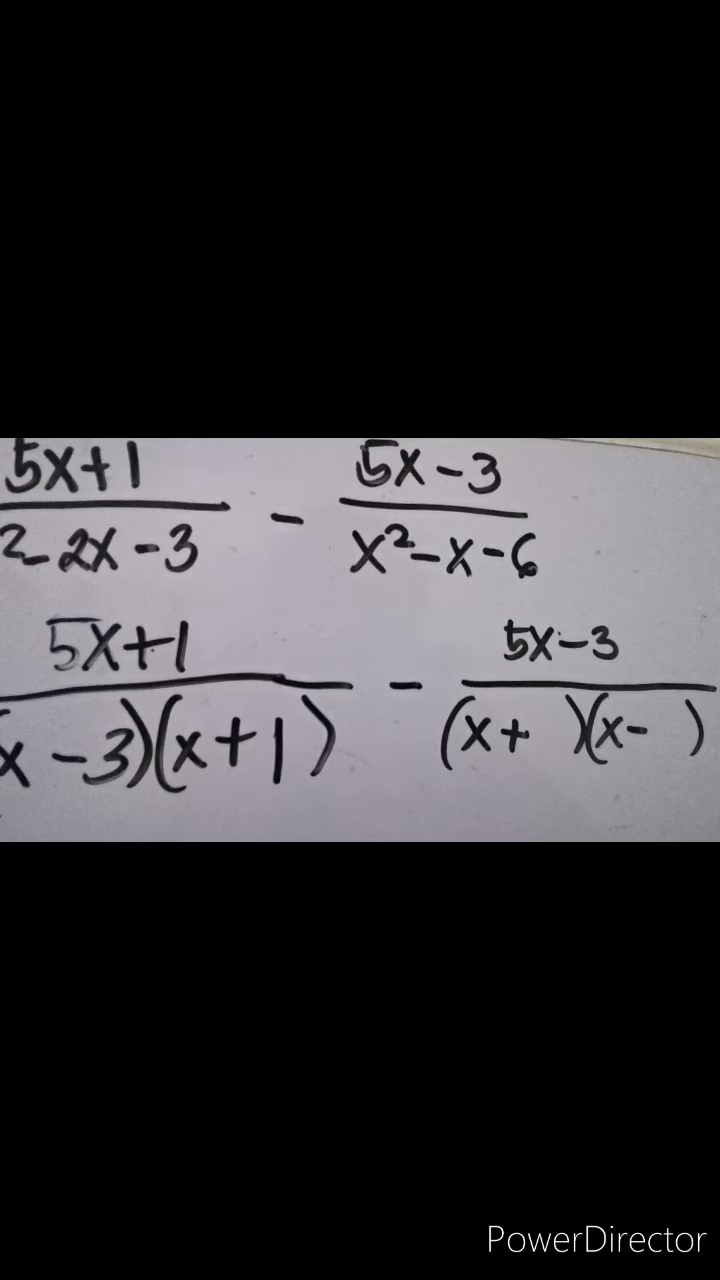 5x+1 - 5x-3
2-2x-3 x²-x-6
5x+1 - 5x-3
x-3)(x+1) (x+ )(x- )
PowerDirector